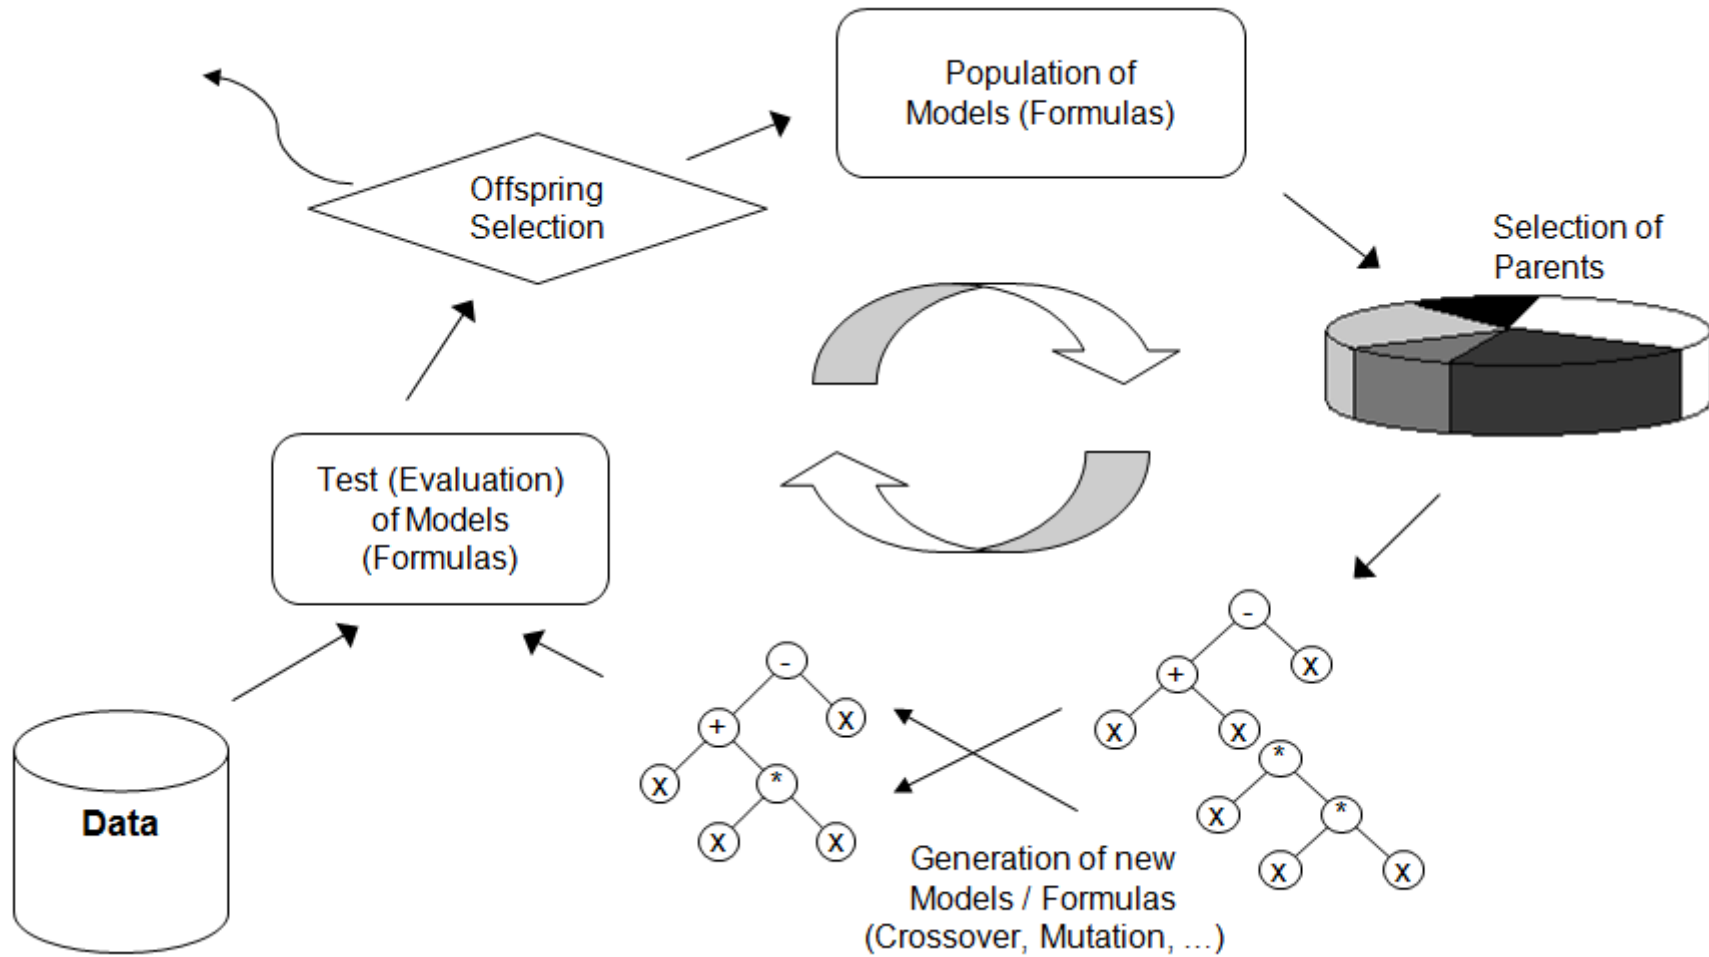 Population of
Models (Formulas)
Offspring
Selection
Selection of
Parents
Test (Evaluation)
of Models
(Formulas)
-
+
X
X
X
-
+
X
X
*
X
X
*
X
*
X
X
Data
Generation of new
Models / Formulas
(Crossover, Mutation, ...)